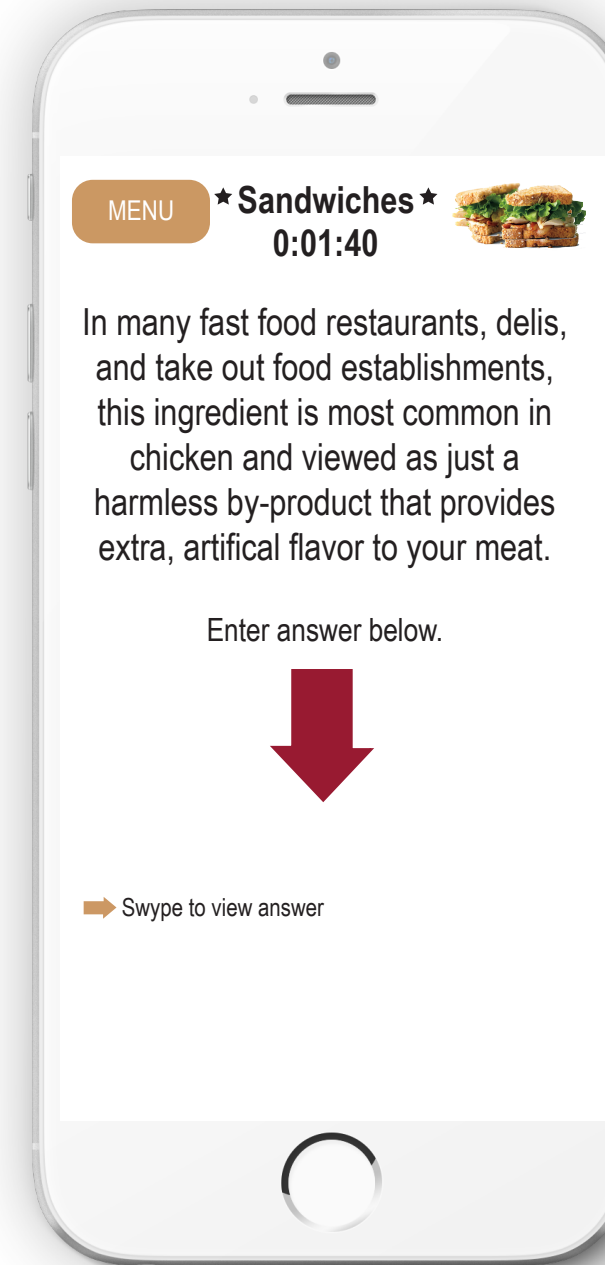 MENU
Sandwiches
0:01:40
In many fast food restaurants, delis,
and take out food establishments,
this ingredient is most common in
chicken and viewed as just a
harmless by-product that provides
extra, artifical flavor to your meat.
Enter answer below.
Swype to view answer